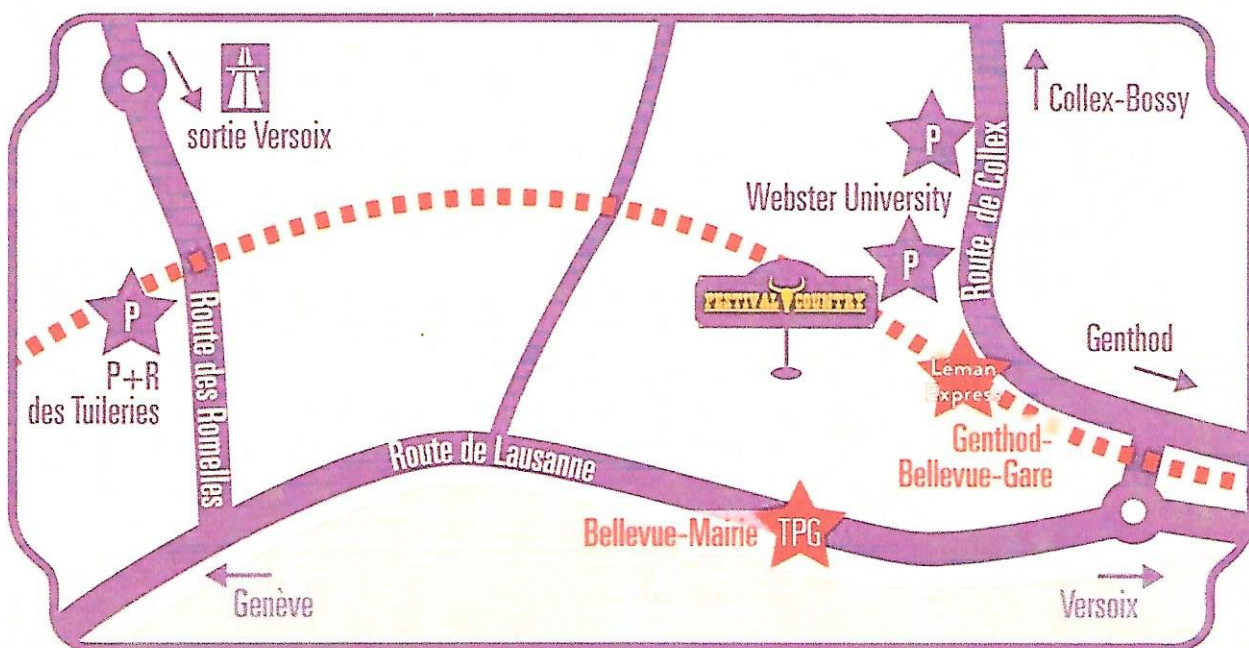 sortie Versoix
Collex-Bossy
P
Webster University
P
Route de Collex
FESTIVAL COUNTRY
P
P+R
des Tuileries
Route des Romelles
Genthod
Léman
Express
Genthod-
Bellevue-Gare
Route de Lausanne
Bellevue-Mairie
TPG
Genève
Versoix